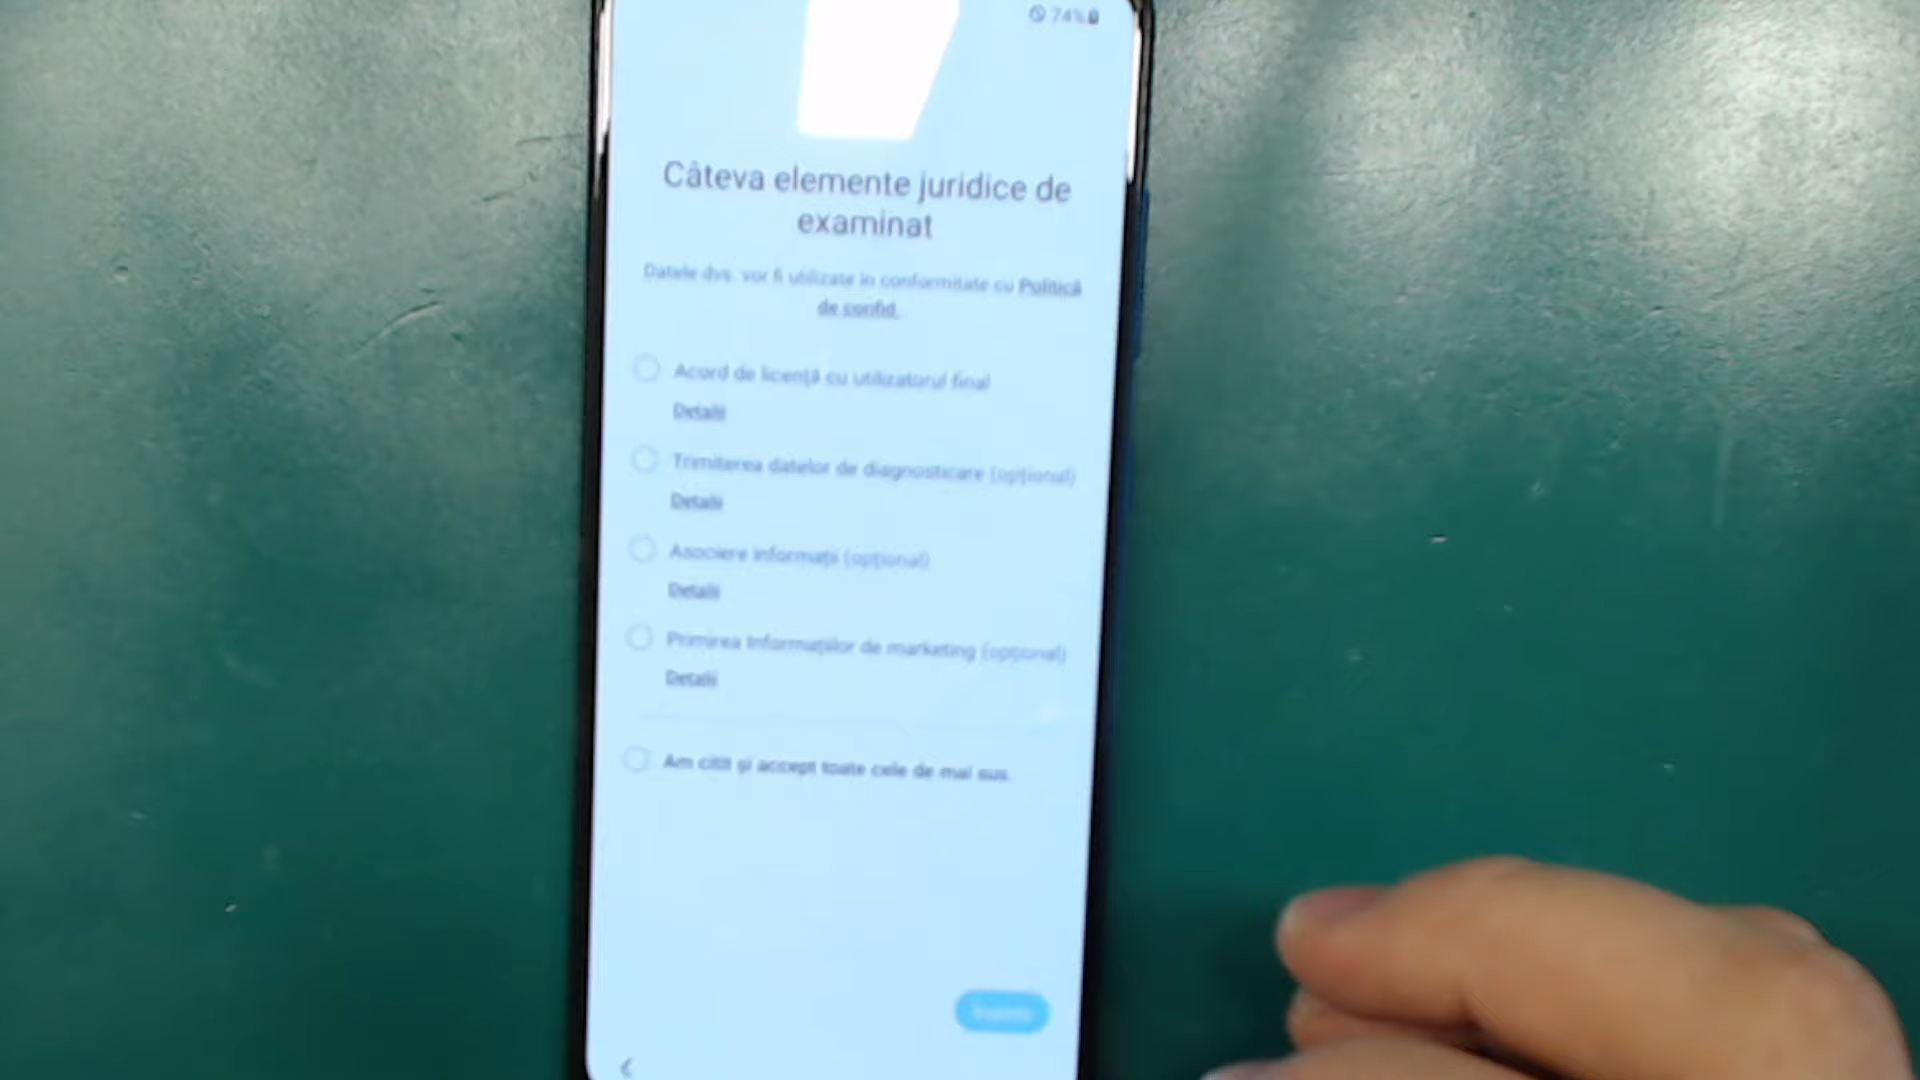 74%
Câteva elemente juridice de
examinat
Datele dvs. vor fi utilizate în conformitate cu Politică
de confid.
Acord de licență cu utilizatorul final
Detalii
Trimiterea datelor de diagnosticare (opțional)
Detalii
Asociere informații (opțional)
Detalii
Primirea Informațiilor de marketing (opțional)
Detalii
Am citit și accept toate cele de mai sus.